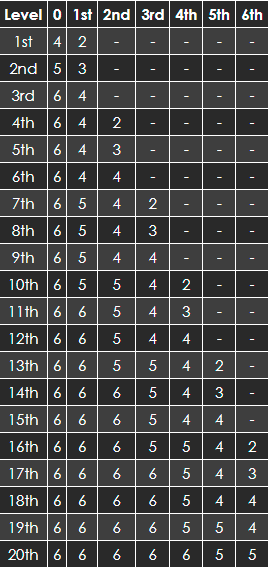 Level 0 1st 2nd 3rd 4th 5th 6th
1st 4 2 - - - - -
2nd 5 3 - - - - -
3rd 6 4 - - - - -
4th 6 4 2 - - - -
5th 6 4 3 - - - -
6th 6 4 4 - - - -
7th 6 5 4 2 - - -
8th 6 5 4 3 - - -
9th 6 5 4 4 - - -
10th 6 5 5 4 2 - -
11th 6 6 5 4 3 - -
12th 6 6 5 4 4 - -
13th 6 6 5 5 4 2 -
14th 6 6 6 5 4 3 -
15th 6 6 6 5 4 4 -
16th 6 6 6 5 5 4 2
17th 6 6 6 6 5 4 3
18th 6 6 6 6 5 4 4
19th 6 6 6 6 5 5 4
20th 6 6 6 6 6 5 5